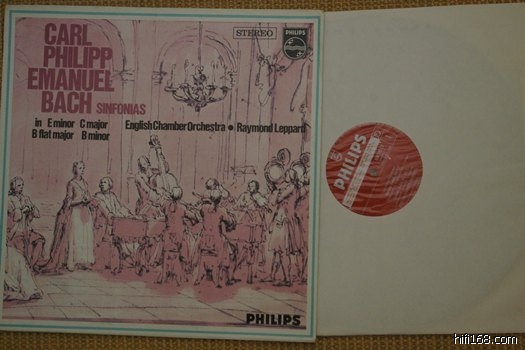 CARL
PHILIPP
EMANUEL
BACH SINFONIAS
in E minor C major
B flat major B minor
English Chamber Orchestra • Raymond Leppard
STEREO
PHILIPS
PHILIPS
PHILIPS
hifi168.com